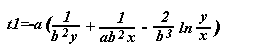 t1=-a(1/(b²y) + 1/(ab²x) - 2/b³ ln y/x)